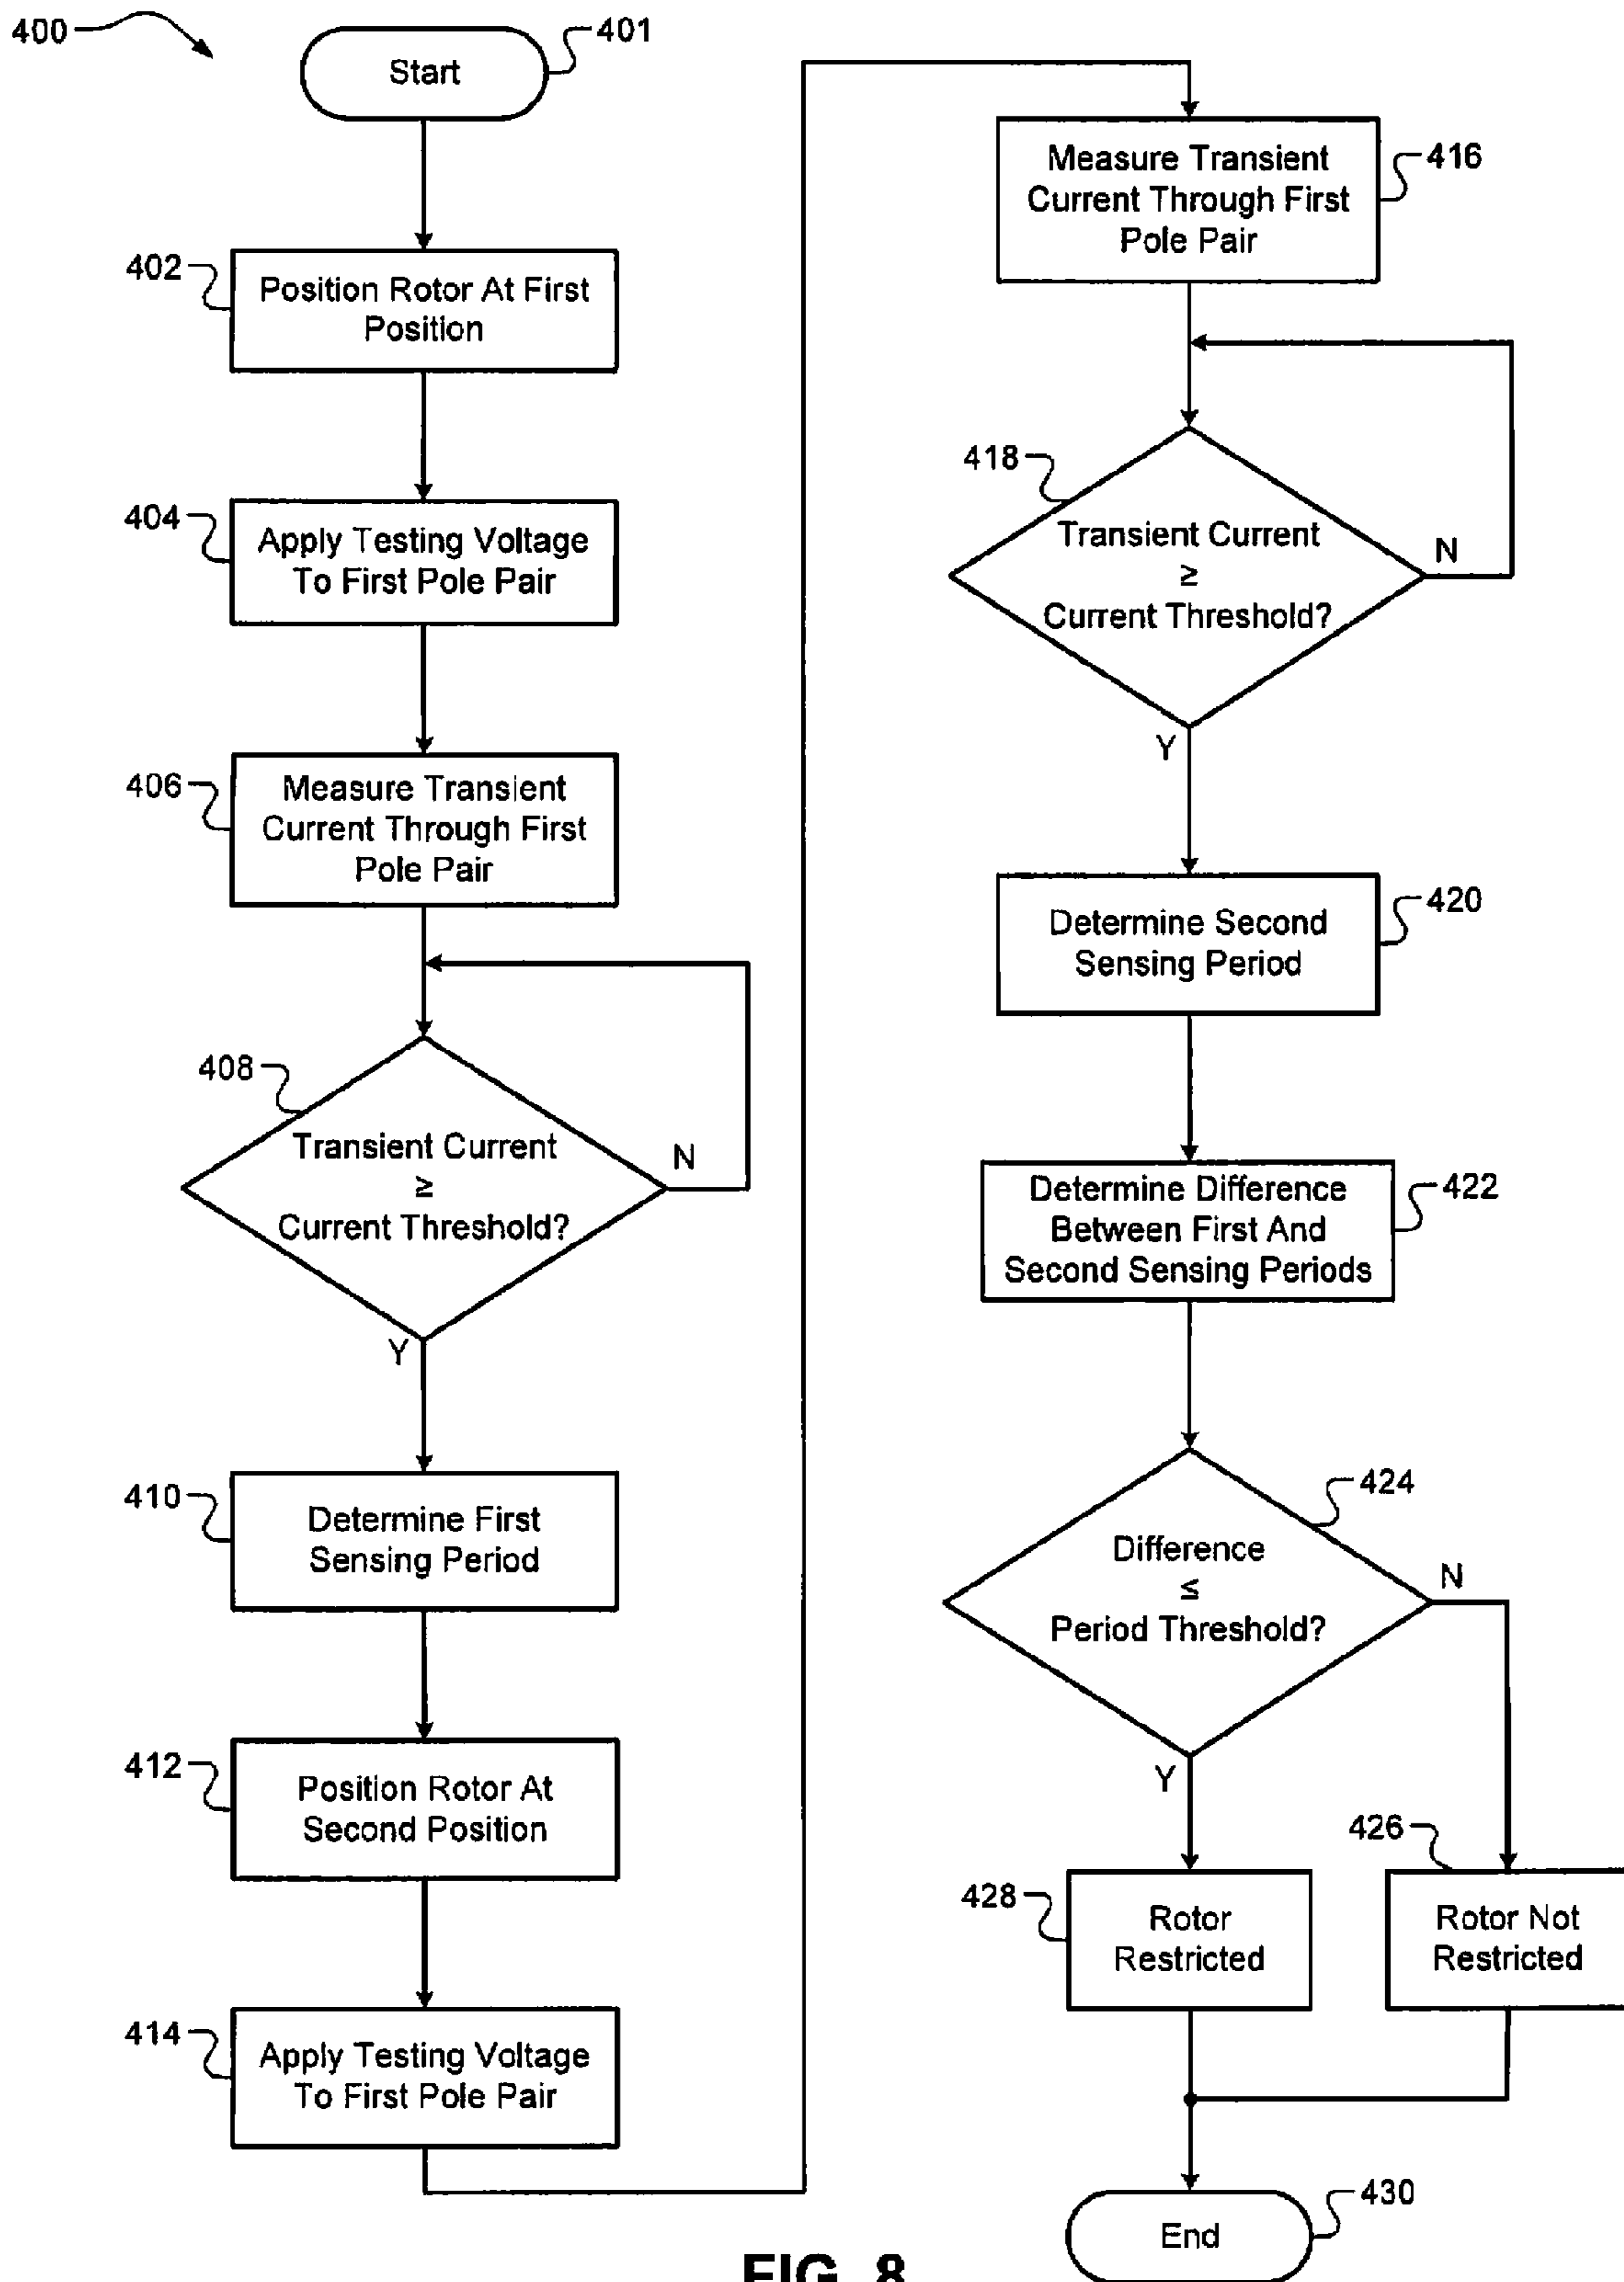 400
Start
401
402
Position Rotor At First
Position
404
Apply Testing Voltage
To First Pole Pair
406
Measure Transient
Current Through First
Pole Pair
408
Transient Current
≥
Current Threshold?
N
Y
410
Determine First
Sensing Period
412
Position Rotor At
Second Position
414
Apply Testing Voltage
To First Pole Pair
Measure Transient
Current Through First
Pole Pair
416
418
Transient Current
≥
Current Threshold?
N
Y
Determine Second
Sensing Period
420
Determine Difference
Between First And
Second Sensing Periods
422
424
Difference
≤
Period Threshold?
N
Y
428
Rotor
Restricted
426
Rotor Not
Restricted
End
430
FIG. 8